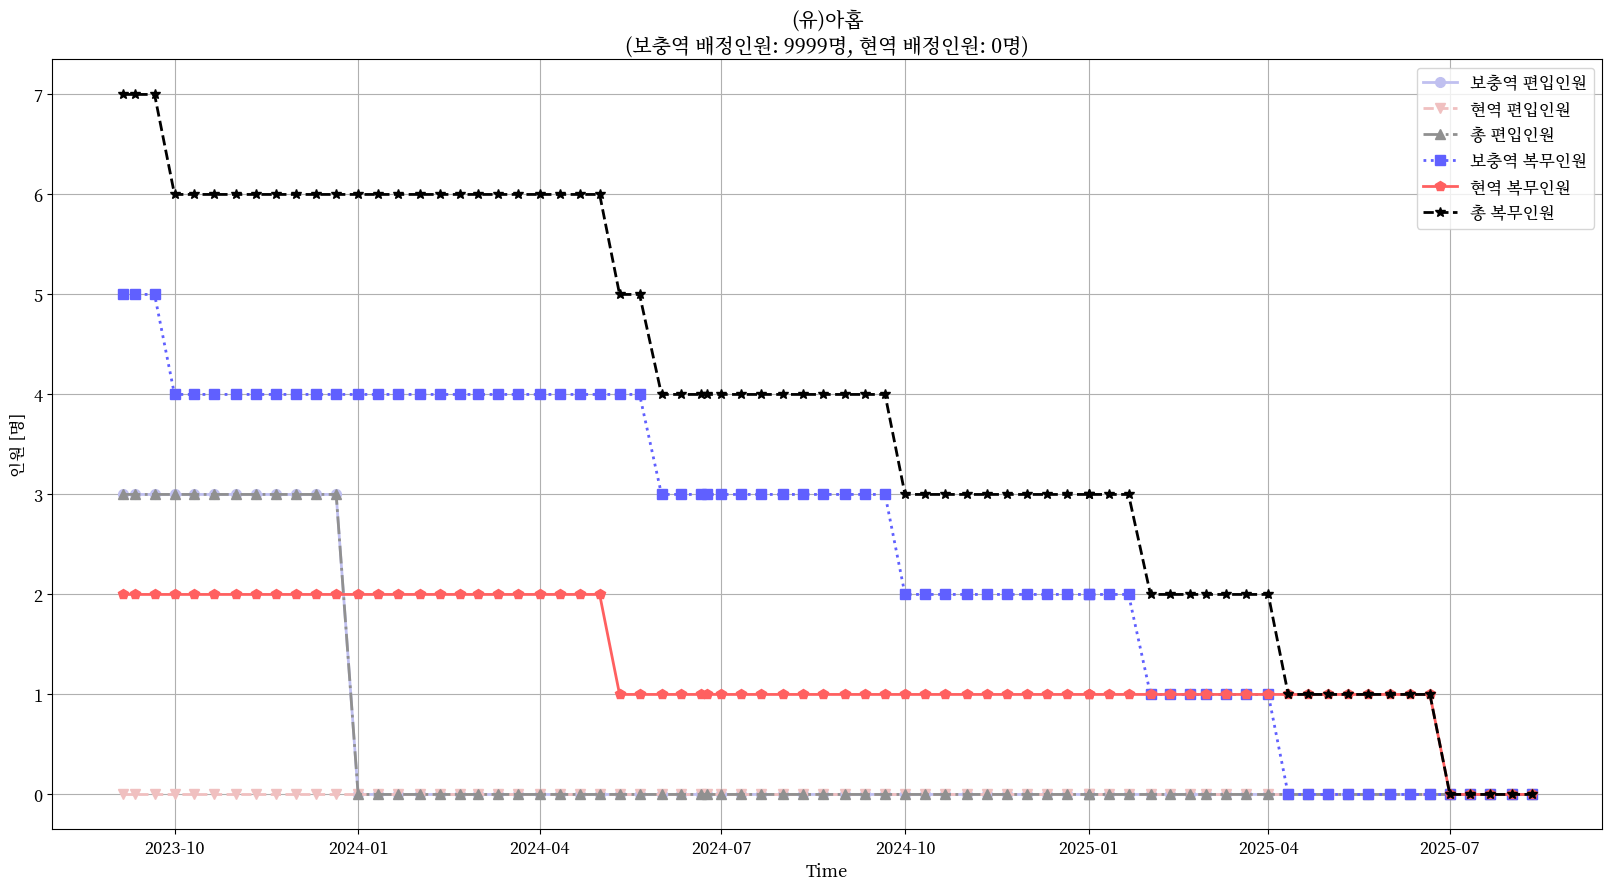 (유)아홉
(보충역 배정인원: 9999명, 현역 배정인원: 0명)
보충역 편입인원
현역 편입인원
총 편입인원
보충역 복무인원
현역 복무인원
총 복무인원
인원 [명]
7
6
5
4
3
2
1
0
2023-10
2024-01
2024-04
2024-07
2024-10
2025-01
2025-04
2025-07
Time